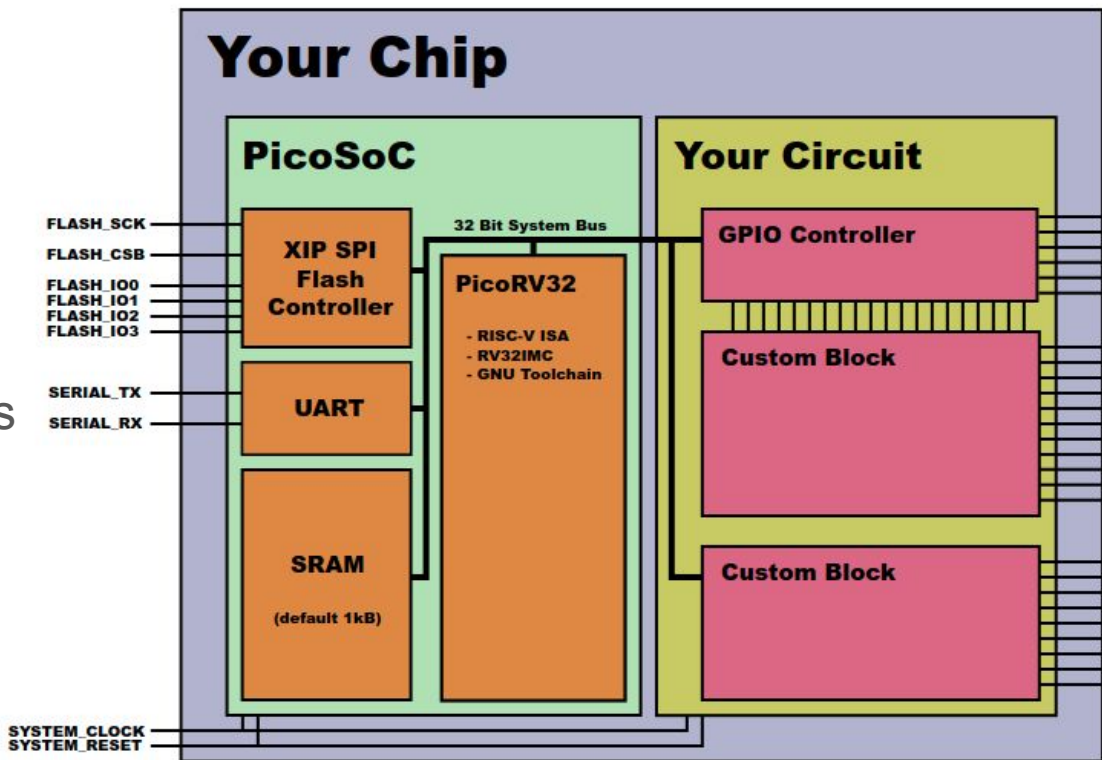 Your Chip
PicoSoC
Your Circuit
FLASH_SCK
FLASH_CSB
FLASH_IO0
FLASH_IO1
FLASH_IO2
FLASH_IO3
XIP SPI
Flash
Controller
32 Bit System Bus
PicoRV32
- RISC-V ISA
- RV32IMC
- GNU Toolchain
GPIO Controller
Custom Block
s
SERIAL_TX
SERIAL_RX
UART
SRAM
(default 1kB)
Custom Block
SYSTEM_CLOCK
SYSTEM_RESET